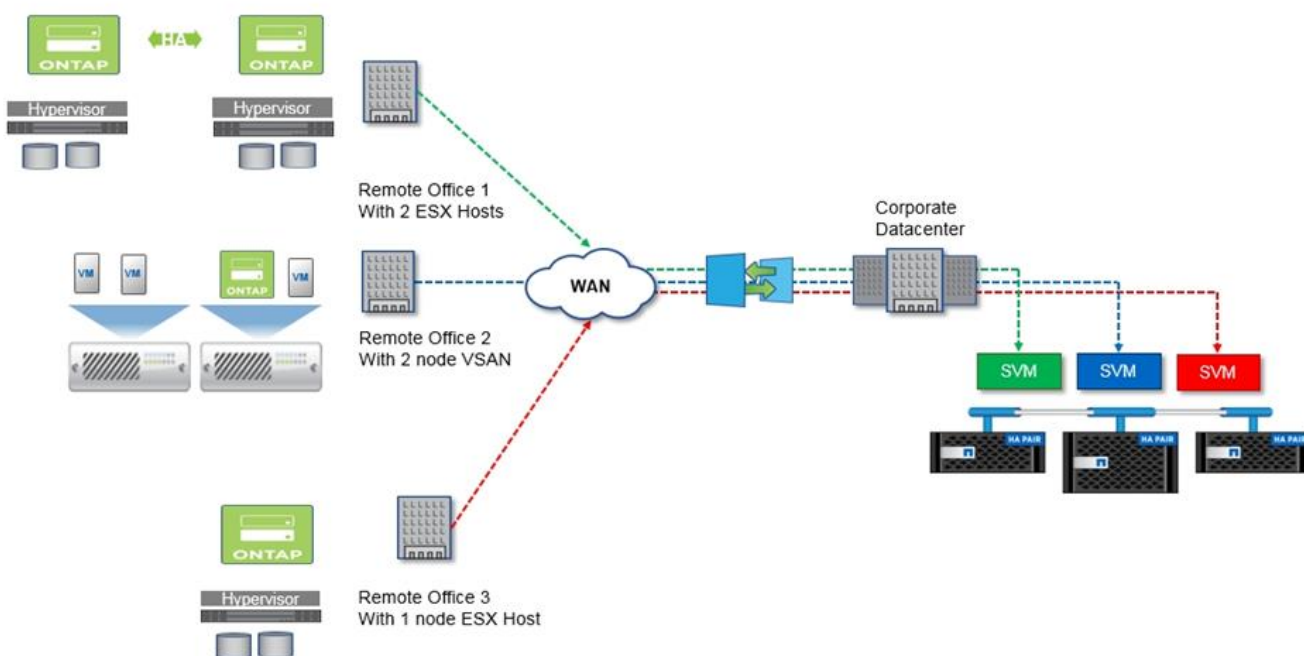 ONTAP
HA
ONTAP
Hypervisor
Hypervisor
Remote Office 1
With 2 ESX Hosts
VM
VM
ONTAP
VM
Remote Office 2
With 2 node VSAN
WAN
Corporate
Datacenter
SVM
SVM
SVM
HA PAIR
HA PAIR
HA PAIR
ONTAP
Hypervisor
Remote Office 3
With 1 node ESX Host